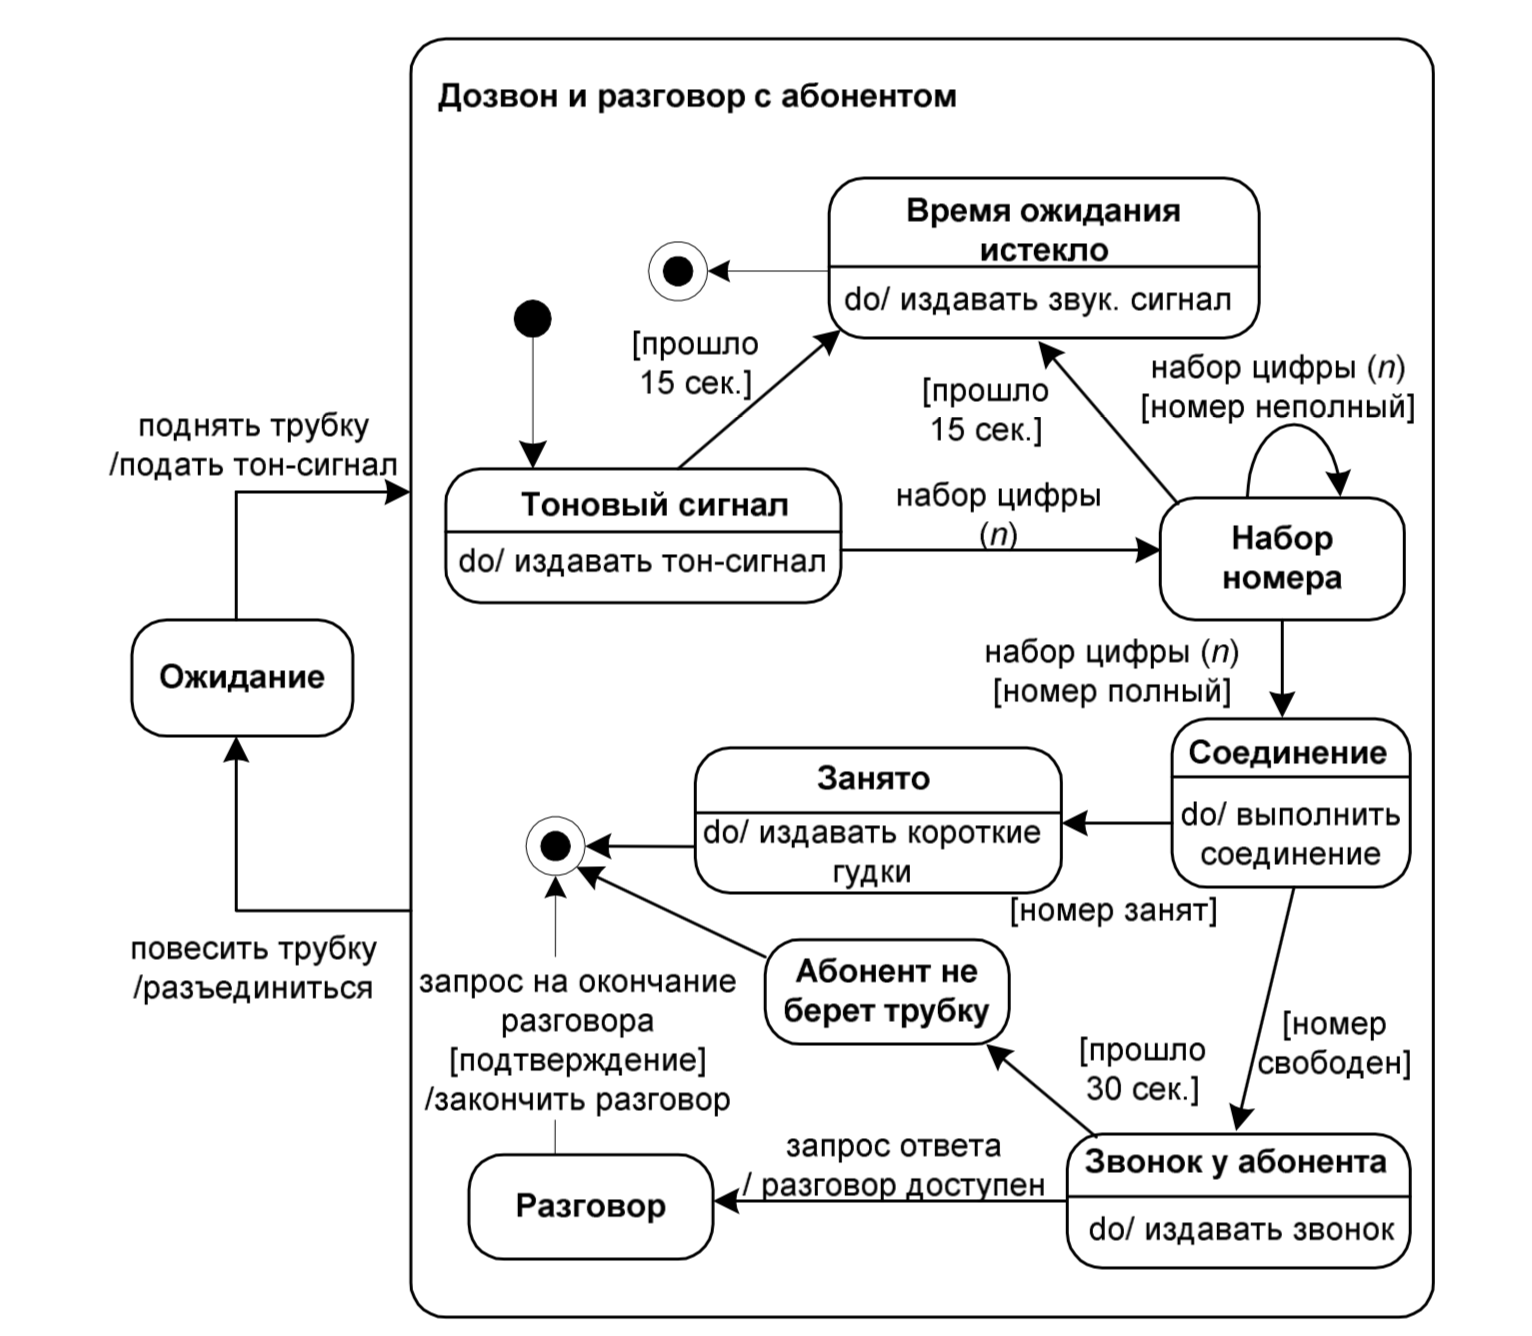 Дозвон и разговор с абонентом
Время ожидания
истекло
do/ издавать звук. сигнал
[прошло
15 сек.]
[прошло
15 сек.]
набор цифры (n)
[номер неполный]
поднять трубку
/подать тон-сигнал
Тоновый сигнал
do/ издавать тон-сигнал
набор цифры
(n)
Набор
номера
Ожидание
набор цифры (n)
[номер полный]
Соединение
do/ выполнить
соединение
Занято
do/ издавать короткие
гудки
[номер занят]
повесить трубку
/разъединиться
запрос на окончание
разговора
[подтверждение]
/закончить разговор
Абонент не
берет трубку
[прошло
30 сек.]
[номер
свободен]
запрос ответа
/ разговор доступен
Звонок у абонента
do/ издавать звонок
Разговор